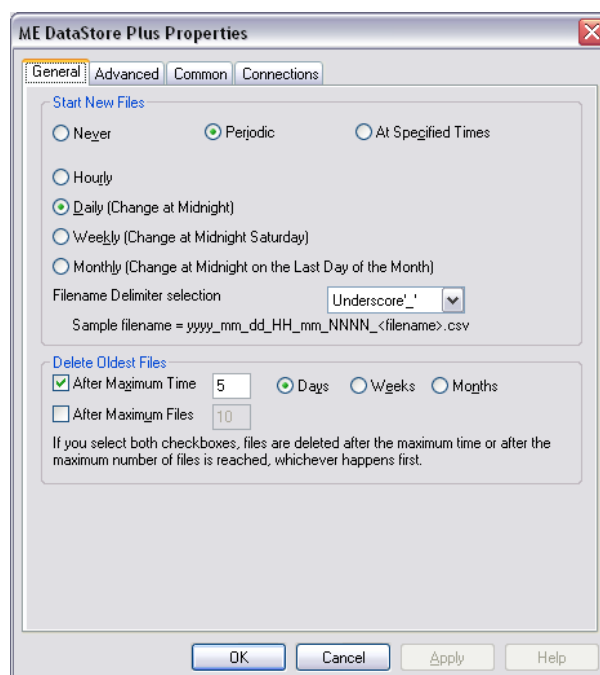 ME DataStore Plus Properties
General Advanced Common Connections
Start New Files
Never Periodic At Specified Times
Hourly
Daily (Change at Midnight)
Weekly (Change at Midnight Saturday)
Monthly (Change at Midnight on the Last Day of the Month)
Filename Delimiter selection Underscore'_'
Sample filename = yyyy_mm_dd_HH_mm_NNNN_<filename>.csv
Delete Oldest Files
After Maximum Time 5 Days Weeks Months
After Maximum Files 10
If you select both checkboxes, files are deleted after the maximum time or after the
maximum number of files is reached, whichever happens first.
OK Cancel Apply Help